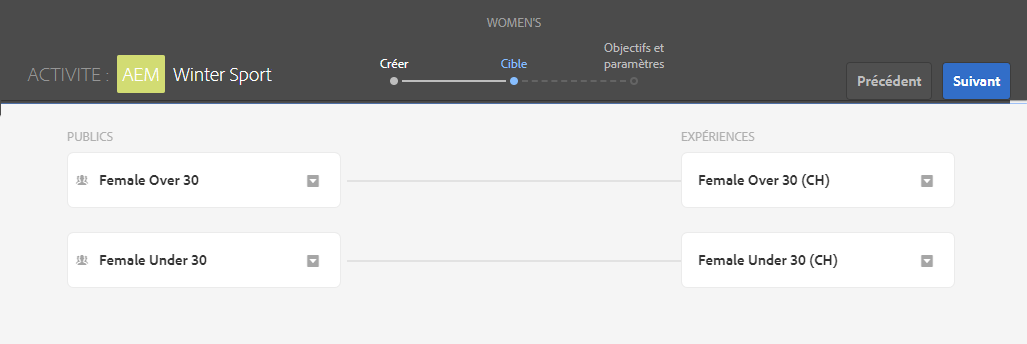 WOMEN'S
ACTIVITE : AEM Winter Sport
Créer
Cible
Objectifs et
paramètres
Précédent
Suivant
PUBLICS
EXPÉRIENCES
Female Over 30
Female Over 30 (CH)
Female Under 30
Female Under 30 (CH)